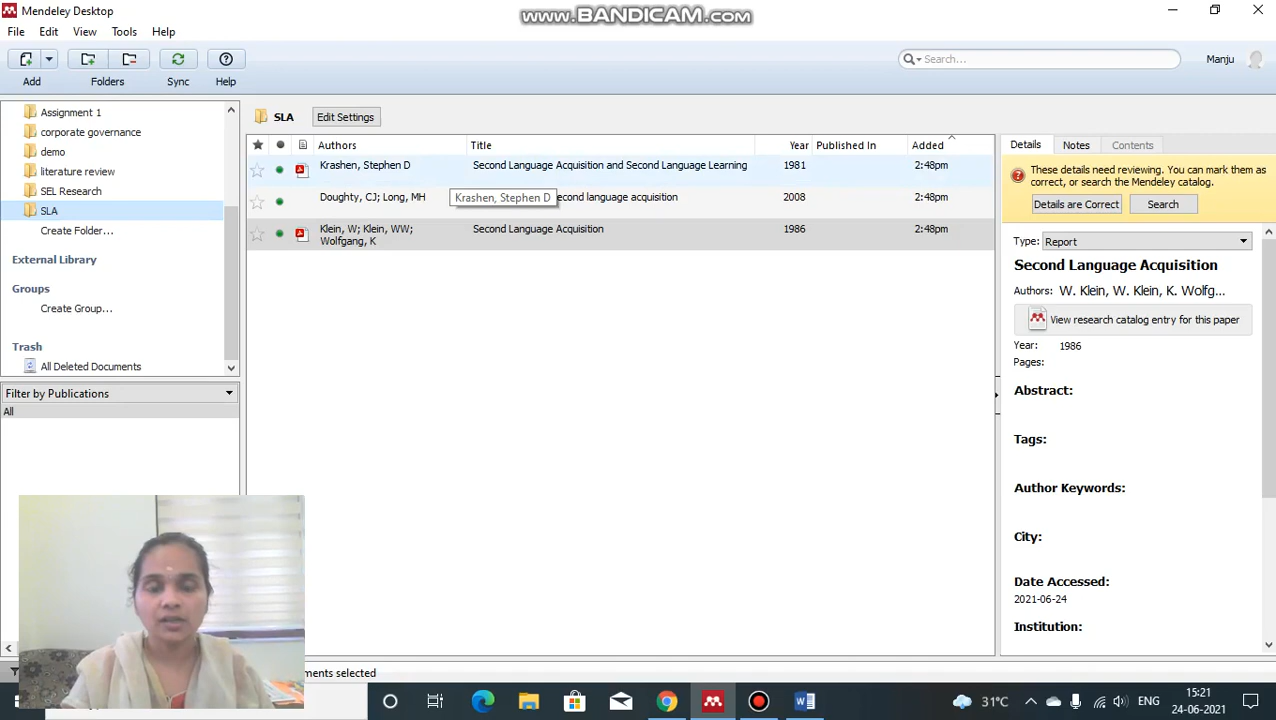 Mendeley Desktop
www.BANDICAM.com
File Edit View Tools Help
Search...
Manju
Add Folders Sync Help
Assignment 1
corporate governance
demo
literature review
SEL Research
SLA
Create Folder...
External Library
Groups
Create Group...
Trash
All Deleted Documents
Filter by Publications
All
SLA Edit Settings
Authors Title Year Published In Added
Krashen, Stephen D Second Language Acquisition and Second Language Learning 1981 2:48pm
Doughty, CJ; Long, MH econd language acquisition 2008 2:48pm
Krashen, Stephen D
Klein, W; Klein, WW; Second Language Acquisition 1986 2:48pm
Wolfgang, K
ments selected
Details Notes Contents
These details need reviewing. You can mark them as
correct, or search the Mendeley catalog.
Details are Correct Search
Type: Report
Second Language Acquisition
Authors: W. Klein, W. Klein, K. Wolfg...
View research catalog entry for this paper
Year: 1986
Pages:
Abstract:
Tags:
Author Keywords:
City:
Date Accessed:
2021-06-24
Institution:
31°C ENG 15:21
24-06-2021